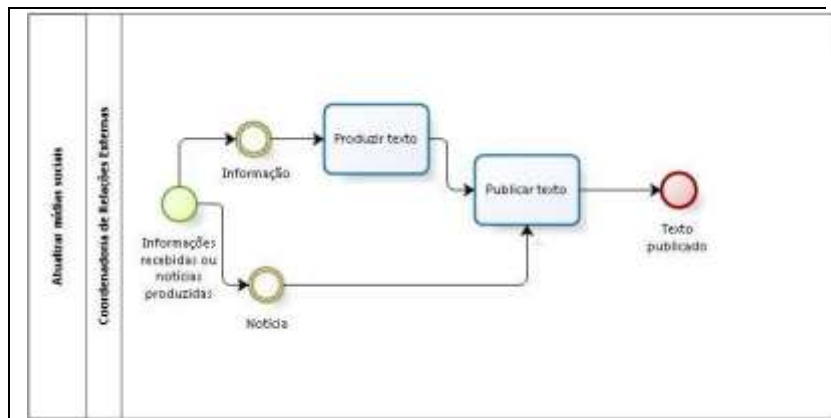 Atualizar mídias sociais
Coordenadoria de Relações Externas
Informações
recebidas ou
notícias
produzidas
Informação
Produzir texto
Notícia
Publicar texto
Texto
publicado